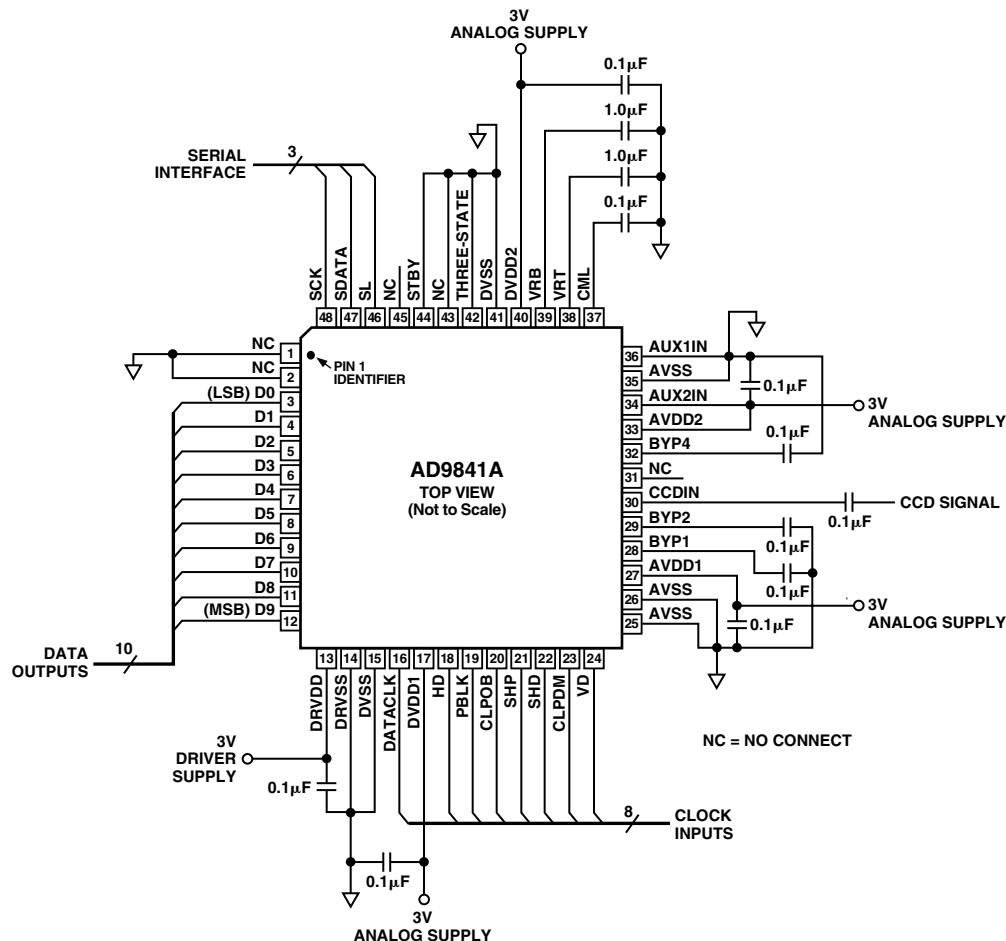 3V
ANALOG SUPPLY
0.1µF
1.0µF
1.0µF
0.1µF
SERIAL
INTERFACE
3
SCK
SDATA
SL
NC
STBY
NC
THREE-STATE
DVSS
DVDD2
VRB
VRT
CML
48
47
46
45
44
43
42
41
40
39
38
37
NC 1
NC 2
(LSB) D0 3
D1 4
D2 5
D3 6
D4 7
D5 8
D6 9
D7 10
D8 11
(MSB) D9 12
PIN 1
IDENTIFIER
AD9841A
TOP VIEW
(Not to Scale)
36 AUX1IN
35 AVSS
34 AUX2IN
33 AVDD2
32 BYP4
31 NC
30 CCDIN
29 BYP2
28 BYP1
27 AVDD1
26 AVSS
25 AVSS
0.1µF
3V
ANALOG SUPPLY
0.1µF
CCD SIGNAL
0.1µF
0.1µF
0.1µF
3V
ANALOG SUPPLY
0.1µF
DATA
OUTPUTS
10
13
14
15
16
17
18
19
20
21
22
23
24
DRVDD
DRVSS
DVSS
DATACLK
DVDD1
HD
PBLK
CLPOB
SHP
SHD
CLPDM
VD
NC = NO CONNECT
3V
DRIVER
SUPPLY
0.1µF
8
CLOCK
INPUTS
0.1µF
3V
ANALOG SUPPLY